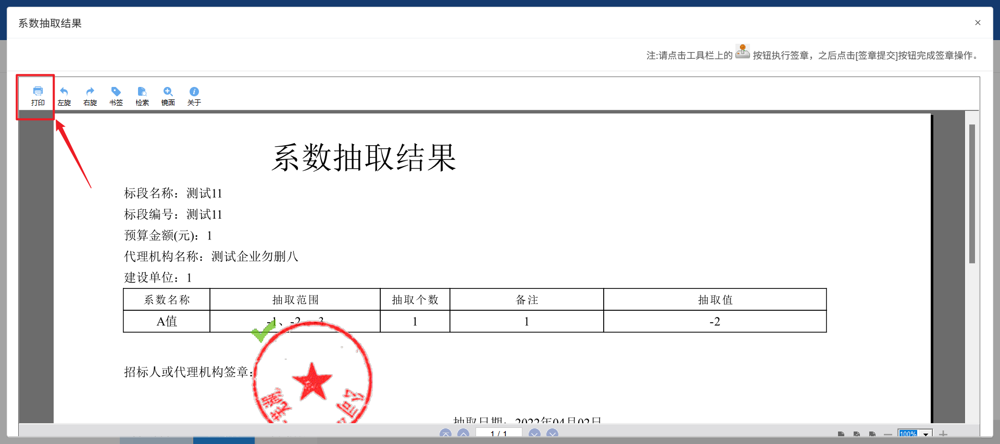 系数抽取结果
×
注:请点击工具栏上的 按钮执行签章，之后点击[签章提交]按钮完成签章操作。
打印 左旋 右旋 书签 检索 镜面 关于
系数抽取结果
标段名称：测试11
标段编号：测试11
预算金额(元)：1
代理机构名称：测试企业勿删八
建设单位：1
系数名称 抽取范围 抽取个数 备注 抽取值
A值 -1、-2、-3 1 1 -2
招标人或代理机构签章：
公司
抽取日期：2022年04月02日
1 / 1
100%